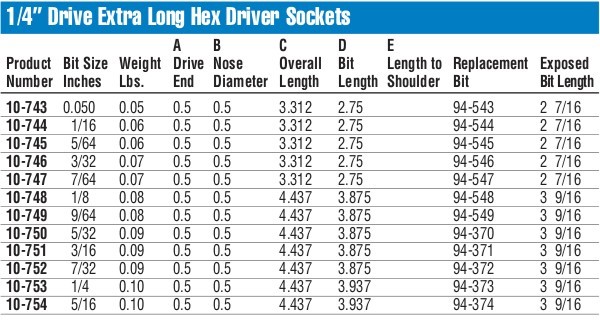 1/4" Drive Extra Long Hex Driver Sockets
A B C D E
Product Bit Size Weight Drive Nose Overall Bit Length to Replacement Exposed
Number Inches Lbs. End Diameter Length Length Shoulder Bit Bit Length
10-743 0.050 0.05 0.5 0.5 3.312 2.75 94-543 2 7/16
10-744 1/16 0.06 0.5 0.5 3.312 2.75 94-544 2 7/16
10-745 5/64 0.06 0.5 0.5 3.312 2.75 94-545 2 7/16
10-746 3/32 0.07 0.5 0.5 3.312 2.75 94-546 2 7/16
10-747 7/64 0.07 0.5 0.5 3.312 2.75 94-547 2 7/16
10-748 1/8 0.08 0.5 0.5 4.437 3.875 94-548 3 9/16
10-749 9/64 0.08 0.5 0.5 4.437 3.875 94-549 3 9/16
10-750 5/32 0.09 0.5 0.5 4.437 3.875 94-370 3 9/16
10-751 3/16 0.09 0.5 0.5 4.437 3.875 94-371 3 9/16
10-752 7/32 0.09 0.5 0.5 4.437 3.875 94-372 3 9/16
10-753 1/4 0.10 0.5 0.5 4.437 3.937 94-373 3 9/16
10-754 5/16 0.10 0.5 0.5 4.437 3.937 94-374 3 9/16